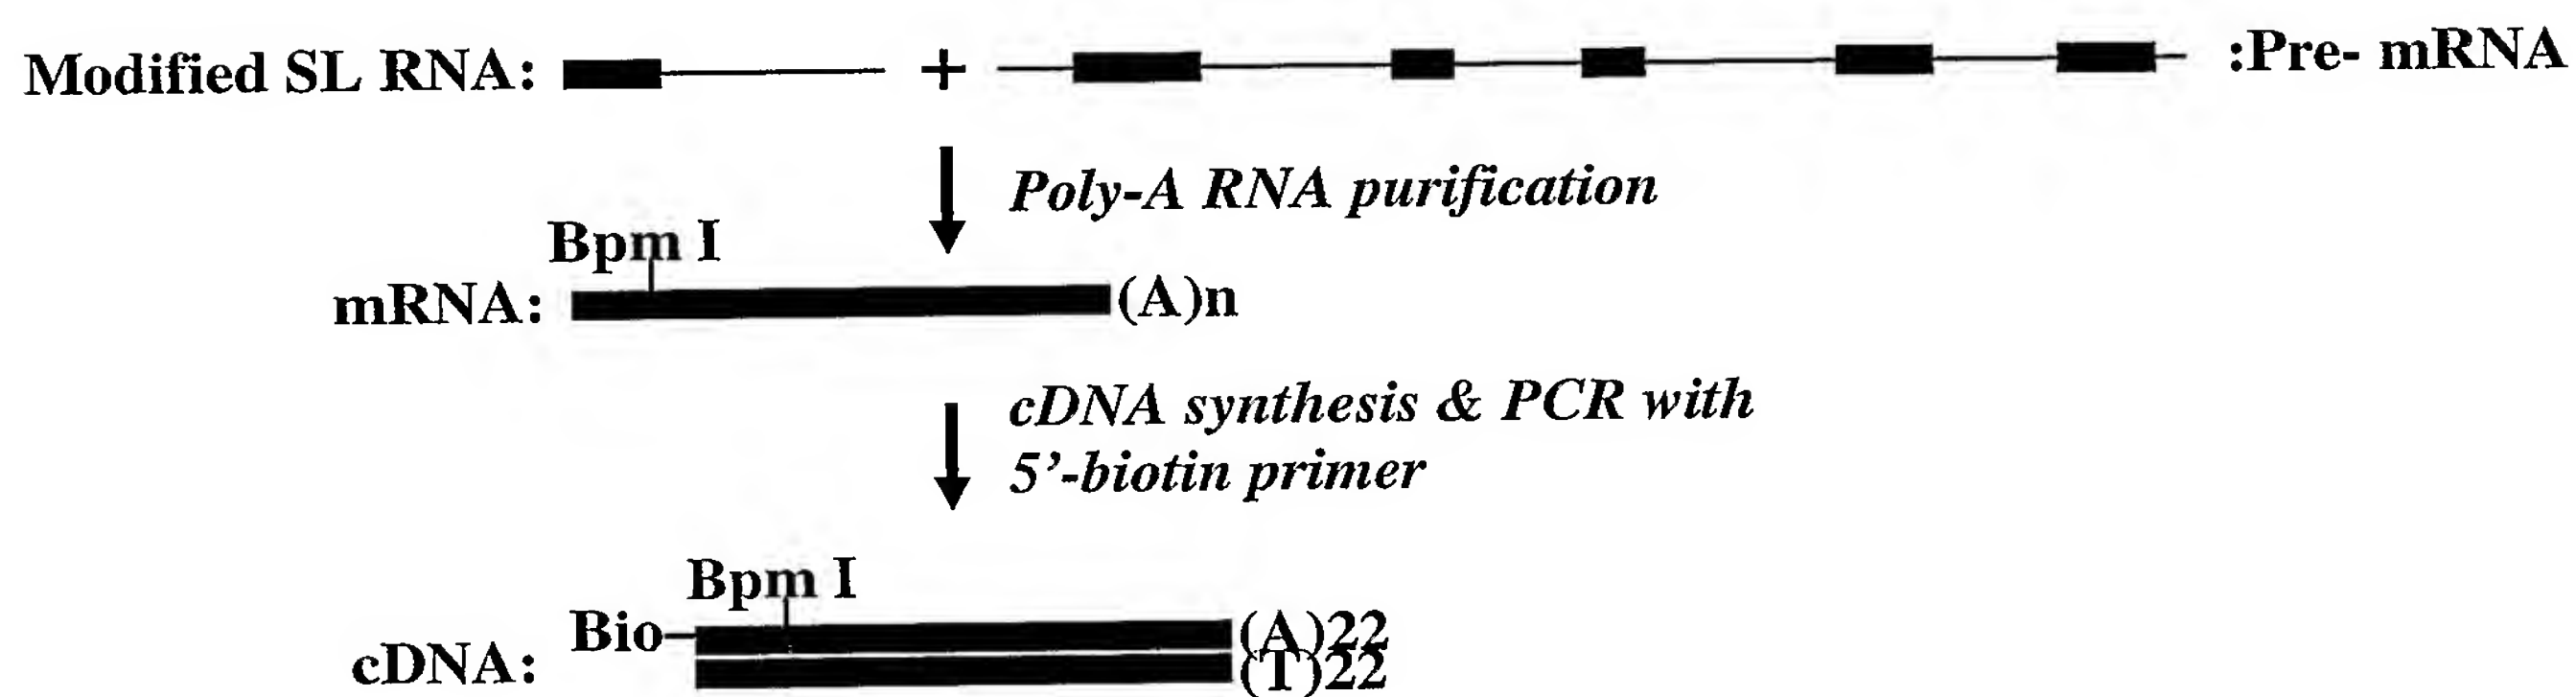 Modified SL RNA: + :Pre- mRNA
Poly-A RNA purification
Bpm I
mRNA: (A)n
cDNA synthesis & PCR with
5’-biotin primer
Bpm I
Bio (A)22
cDNA: (T)22